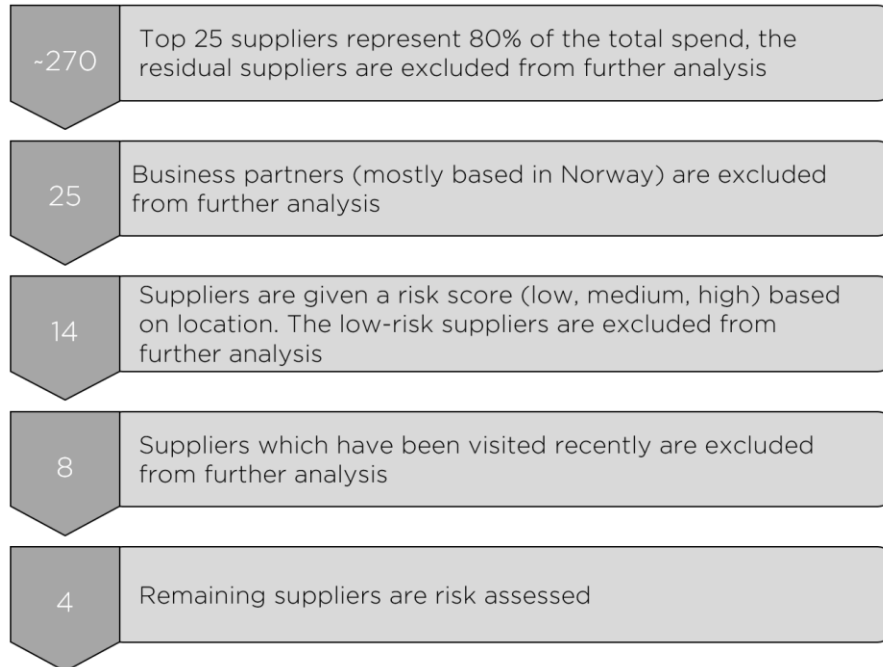 ~270
Top 25 suppliers represent 80% of the total spend, the
residual suppliers are excluded from further analysis
25
Business partners (mostly based in Norway) are excluded
from further analysis
14
Suppliers are given a risk score (low, medium, high) based
on location. The low-risk suppliers are excluded from
further analysis
8
Suppliers which have been visited recently are excluded
from further analysis
4
Remaining suppliers are risk assessed